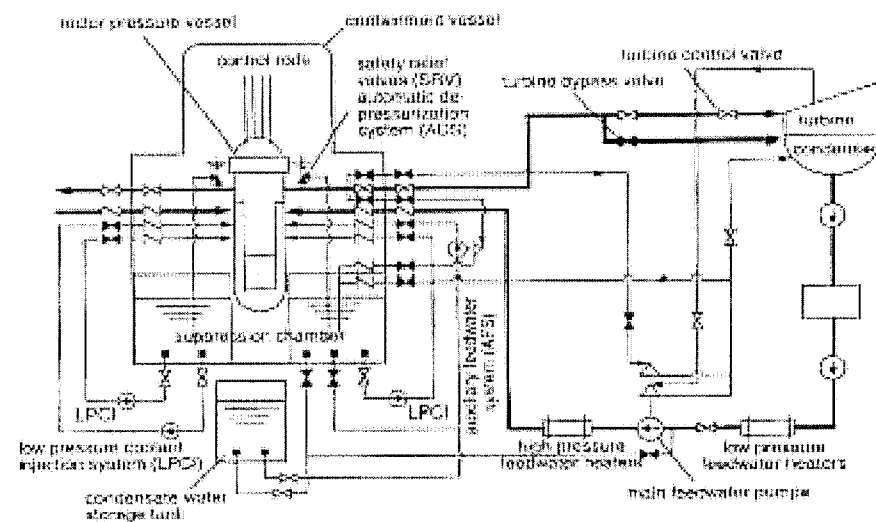 motor pressure vessel
containment vessel
control rods
safety relief
valves (SRV)
automatic de-
pressurization
system (ADS)
turbine control valve
turbine bypass valve
turbine
condenser
suppression chamber
auxiliary feedwater
system (AFS)
LPCI
LPCI
low pressure coolant
injection system (LPCI)
condensate water
storage tank
high pressure
feedwater heaters
low pressure
feedwater heaters
main feedwater pumps